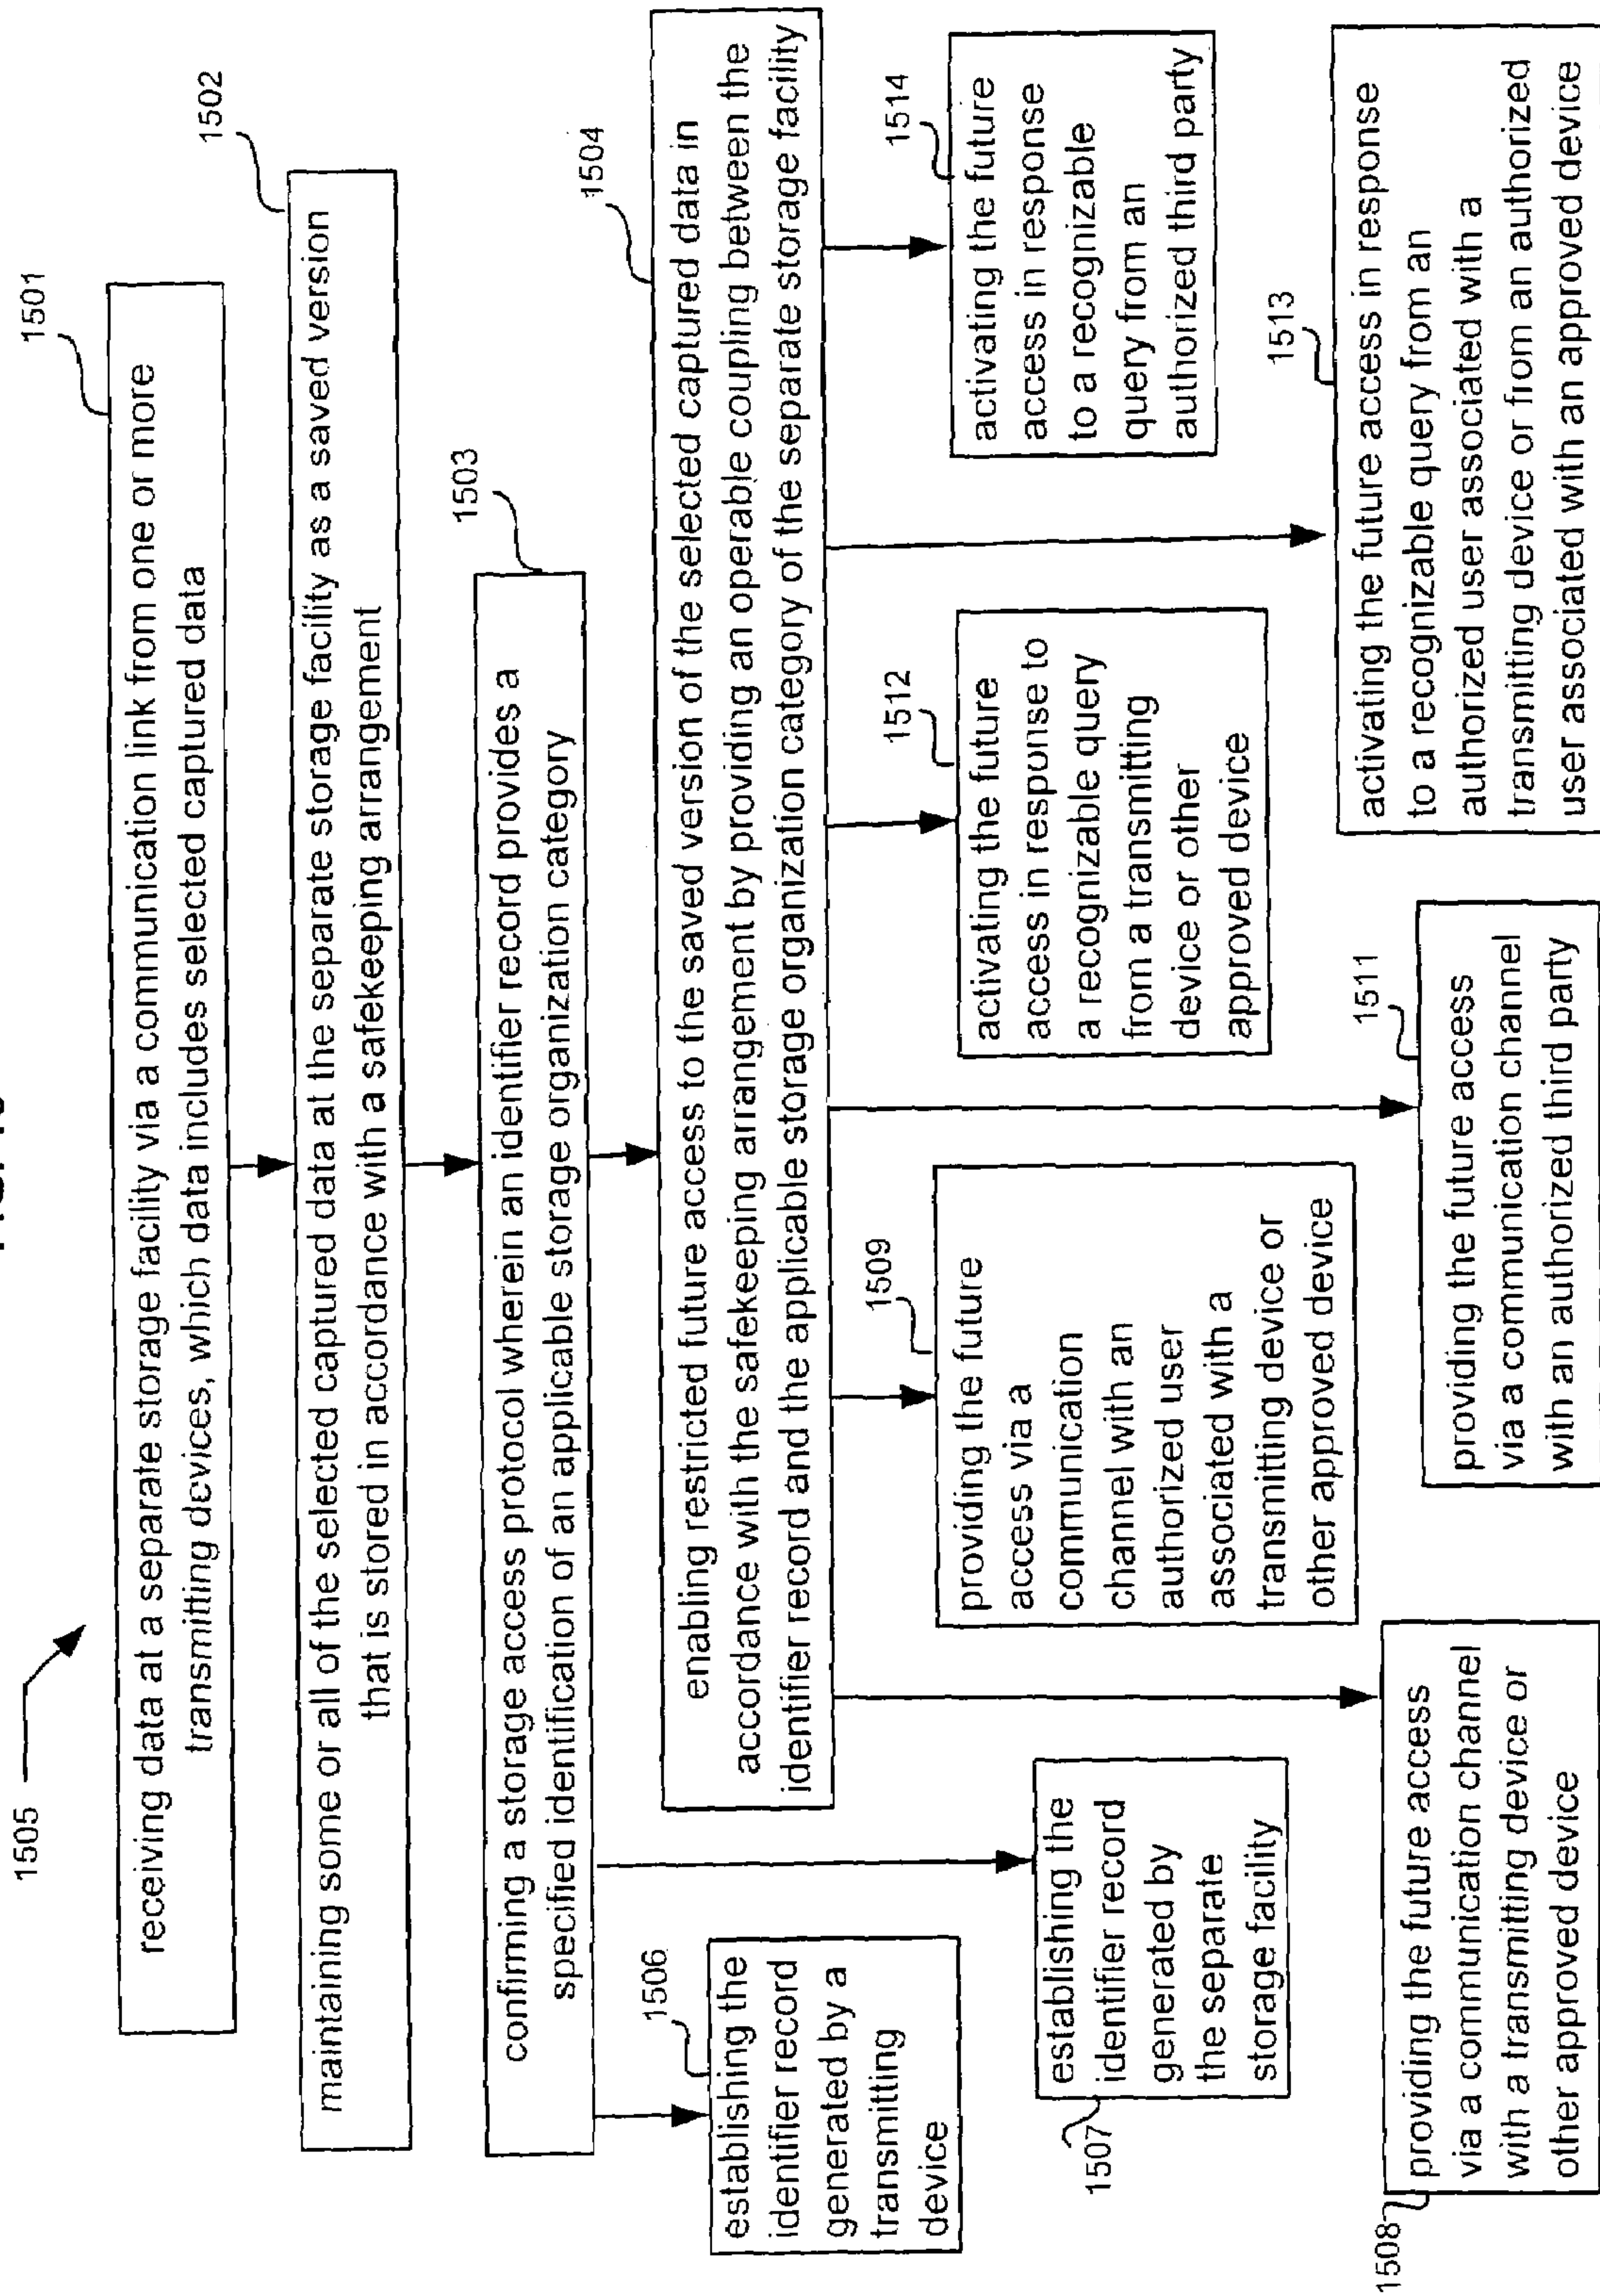 1505
1501
receiving data at a separate storage facility via a communication link from one or more
transmitting devices, which data includes selected captured data
1502
maintaining some or all of the selected captured data at the separate storage facility as a saved version
that is stored in accordance with a safekeeping arrangement
1503
confirming a storage access protocol wherein an identifier record provides a
specified identification of an applicable storage organization category
1504
enabling restricted future access to the saved version of the selected captured data in
accordance with the safekeeping arrangement by providing an operable coupling between the
identifier record and the applicable storage organization category of the separate storage facility
1506
establishing the
identifier record
generated by a
transmitting
device
1507
establishing the
identifier record
generated by
the separate
storage facility
1508
providing the future access
via a communication channel
with a transmitting device or
other approved device
1509
providing the future
access via a
communication
channel with an
authorized user
associated with a
transmitting device or
other approved device
1511
providing the future access
via a communication channel
with an authorized third party
1512
activating the future
access in response to
a recognizable query
from a transmitting
device or other
approved device
1513
activating the future access in response
to a recognizable query from an
authorized user associated with a
transmitting device or from an authorized
user associated with an approved device
1514
activating the future
access in response
to a recognizable
query from an
authorized third party